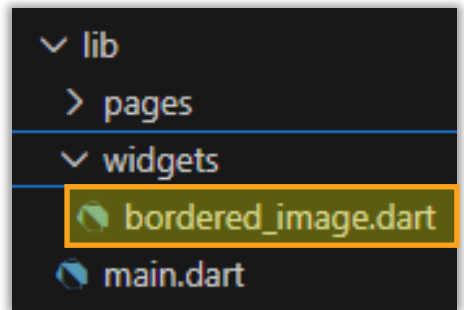 lib
pages
widgets
bordered_image.dart
main.dart